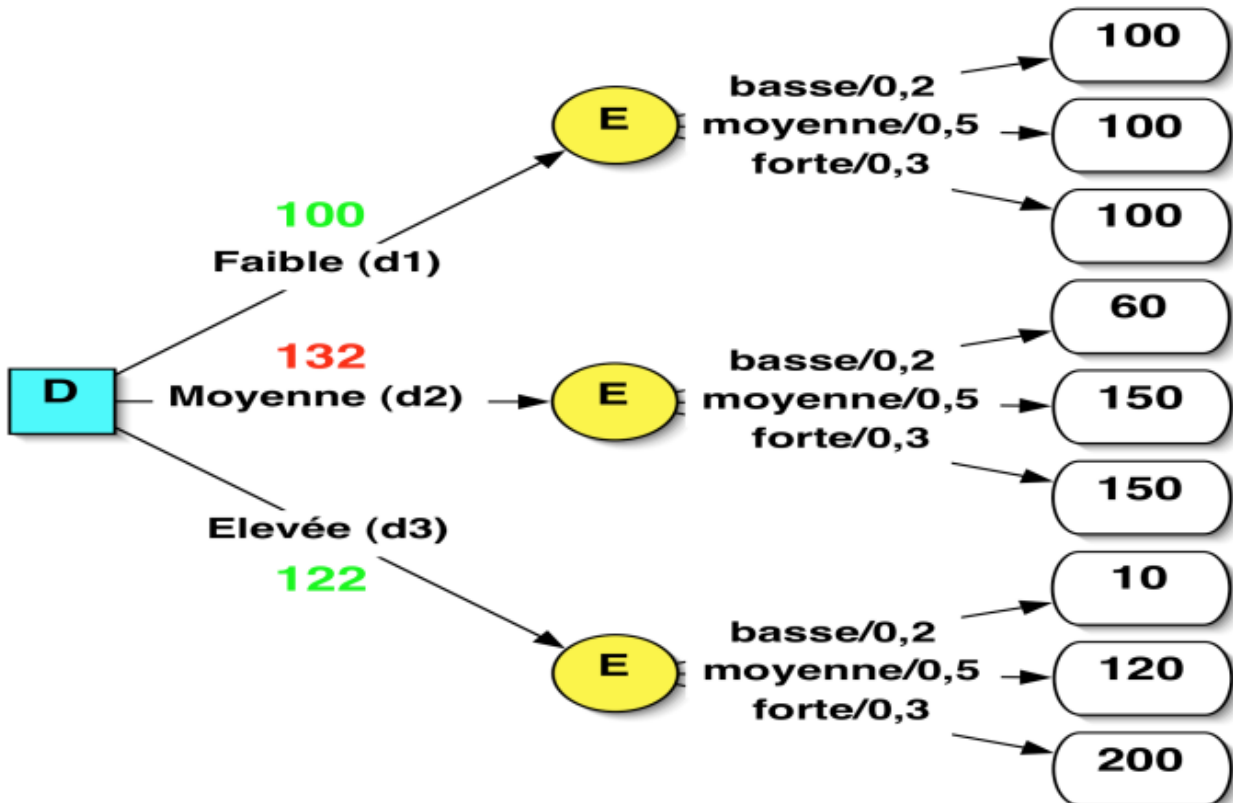 100
E
basse/0,2
moyenne/0,5
100
forte/0,3
100
100
Faible (d1)
60
D
132
Moyenne (d2)
E
basse/0,2
moyenne/0,5
150
forte/0,3
150
Elevée (d3)
122
10
E
basse/0,2
moyenne/0,5
120
forte/0,3
200